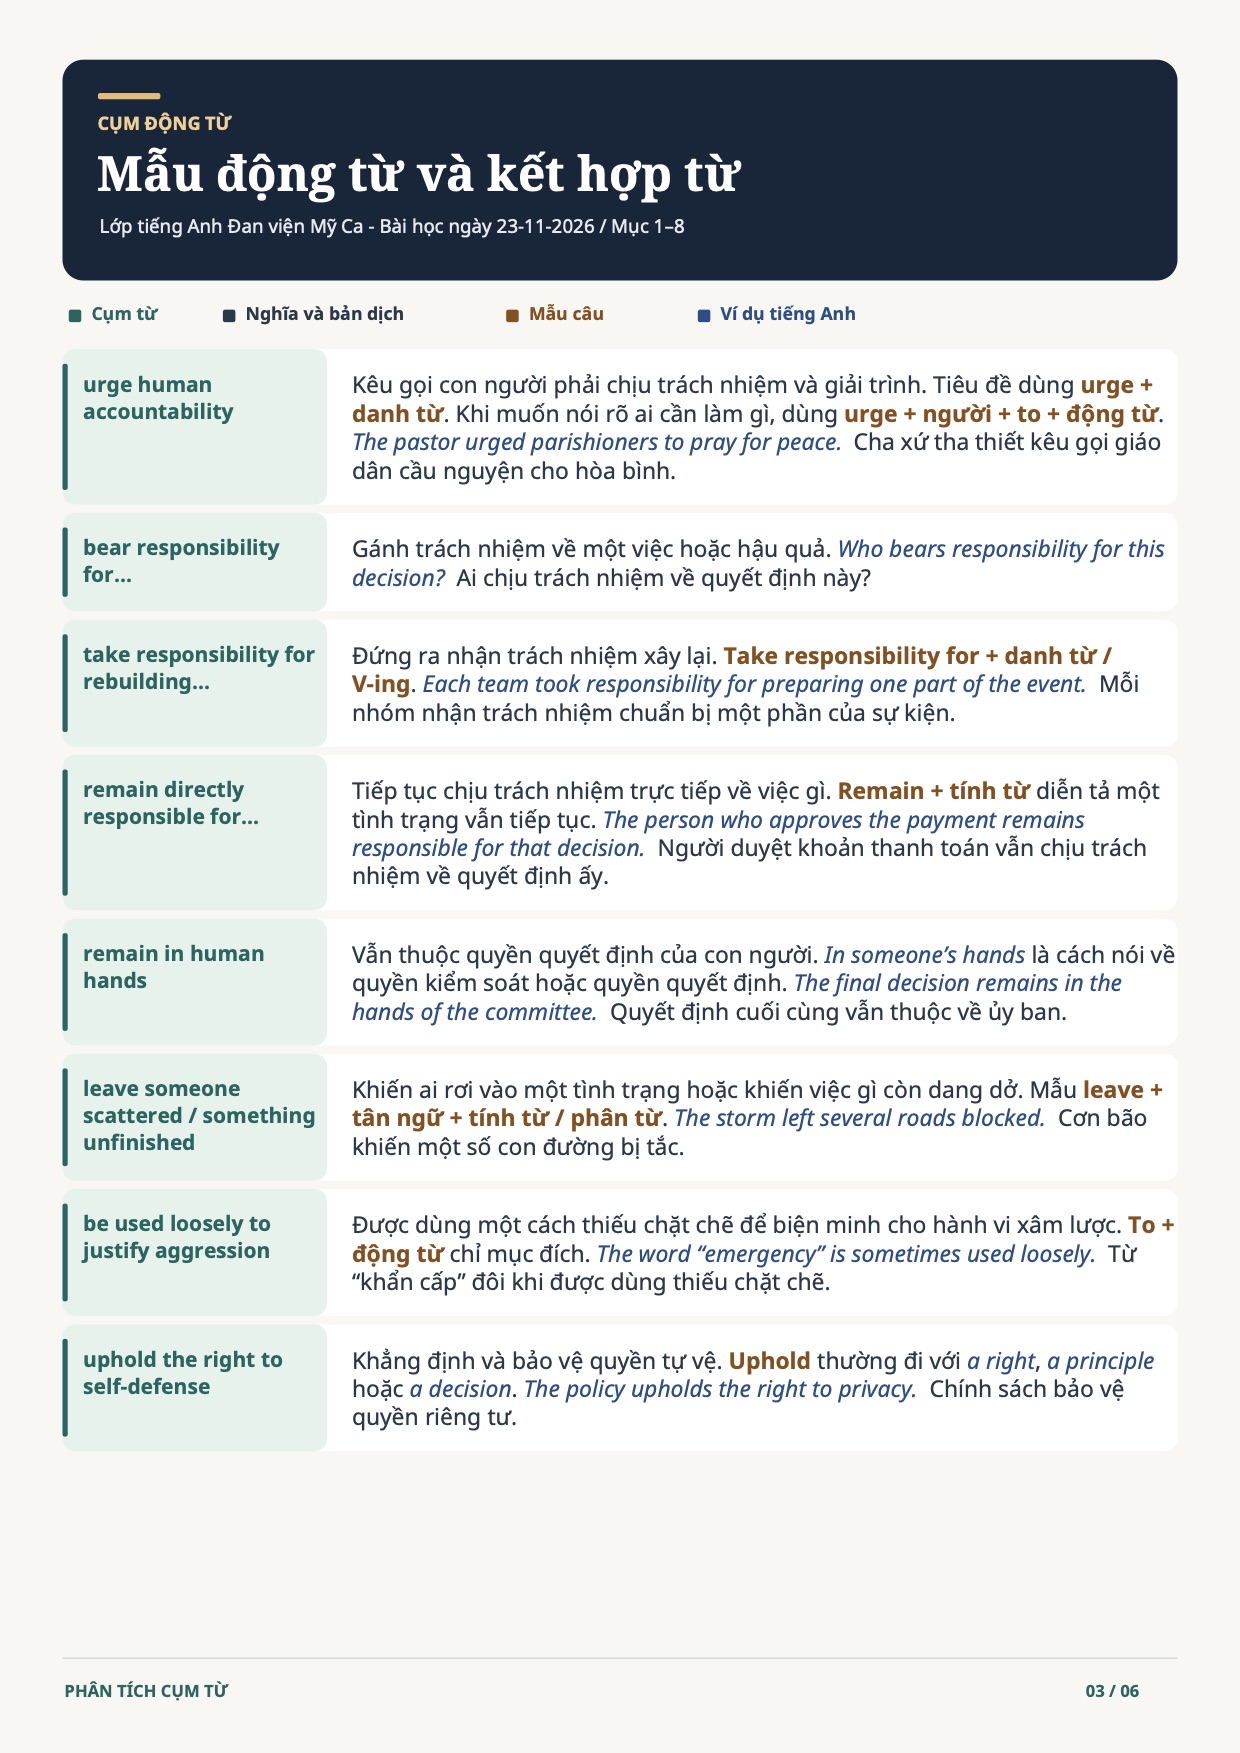 CỤM ĐỘNG TỪ
Mẫu động từ và kết hợp từ
Lớp tiếng Anh Đan viện Mỹ Ca - Bài học ngày 23-11-2026 / Mục 1–8
Cụm từ
Nghĩa và bản dịch
Mẫu câu
Ví dụ tiếng Anh
urge human
accountability
Kêu gọi con người phải chịu trách nhiệm và giải trình. Tiêu đề dùng urge +
danh từ. Khi muốn nói rõ ai cần làm gì, dùng urge + người + to + động từ.
The pastor urged parishioners to pray for peace. Cha xứ tha thiết kêu gọi giáo
dân cầu nguyện cho hòa bình.
bear responsibility
for…
Gánh trách nhiệm về một việc hoặc hậu quả. Who bears responsibility for this
decision? Ai chịu trách nhiệm về quyết định này?
take responsibility for
rebuilding…
Đứng ra nhận trách nhiệm xây lại. Take responsibility for + danh từ /
V-ing. Each team took responsibility for preparing one part of the event. Mỗi
nhóm nhận trách nhiệm chuẩn bị một phần của sự kiện.
remain directly
responsible for…
Tiếp tục chịu trách nhiệm trực tiếp về việc gì. Remain + tính từ diễn tả một
tình trạng vẫn tiếp tục. The person who approves the payment remains
responsible for that decision. Người duyệt khoản thanh toán vẫn chịu trách
nhiệm về quyết định ấy.
remain in human
hands
Vẫn thuộc quyền quyết định của con người. In someone’s hands là cách nói về
quyền kiểm soát hoặc quyền quyết định. The final decision remains in the
hands of the committee. Quyết định cuối cùng vẫn thuộc về ủy ban.
leave someone
scattered / something
unfinished
Khiến ai rơi vào một tình trạng hoặc khiến việc gì còn dang dở. Mẫu leave +
tân ngữ + tính từ / phân từ. The storm left several roads blocked. Cơn bão
khiến một số con đường bị tắc.
be used loosely to
justify aggression
Được dùng một cách thiếu chặt chẽ để biện minh cho hành vi xâm lược. To +
động từ chỉ mục đích. The word “emergency” is sometimes used loosely. Từ
“khẩn cấp” đôi khi được dùng thiếu chặt chẽ.
uphold the right to
self-defense
Khẳng định và bảo vệ quyền tự vệ. Uphold thường đi với a right, a principle
hoặc a decision. The policy upholds the right to privacy. Chính sách bảo vệ
quyền riêng tư.
PHÂN TÍCH CỤM TỪ
03 / 06